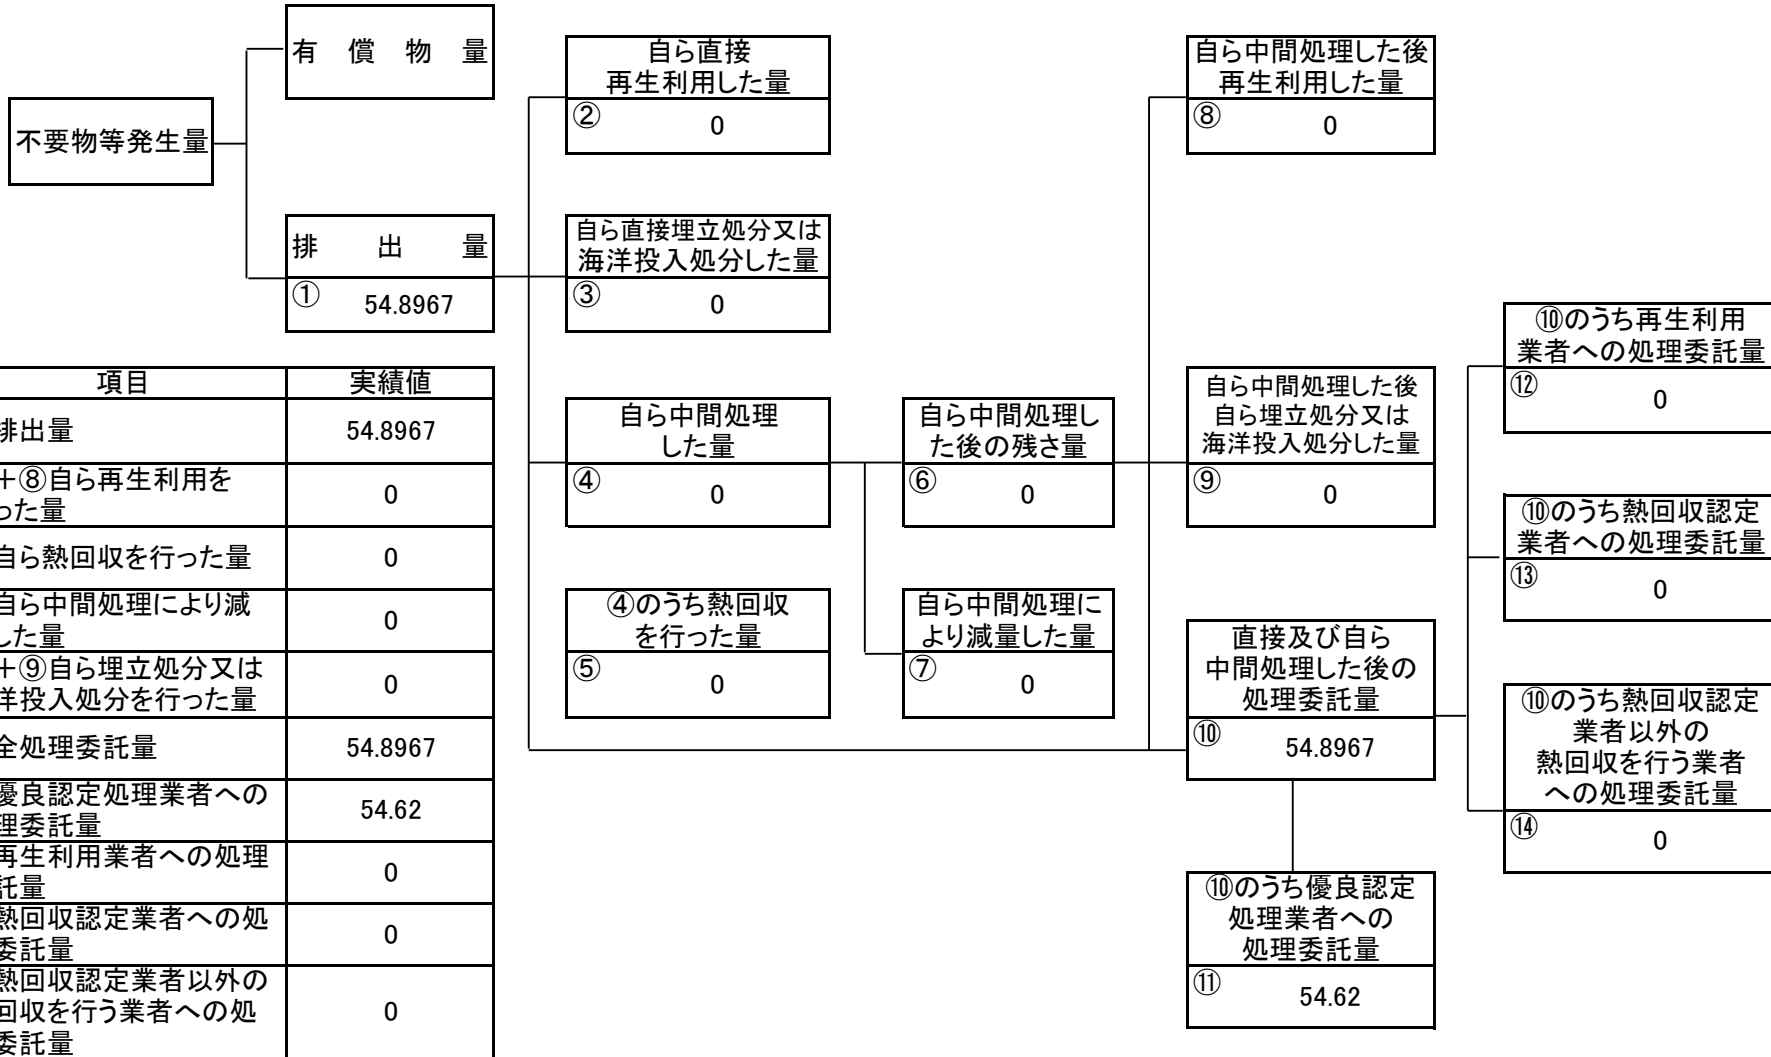 有償物量
不要物等発生量
排出量
① 54.8967
自ら直接
再生利用した量
② 0
自ら直接埋立処分又は
海洋投入処分した量
③ 0
自ら中間処理
した量
④ 0
④のうち熱回収
を行った量
⑤ 0
自ら中間処理し
た後の残さ量
⑥ 0
自ら中間処理に
より減量した量
⑦ 0
自ら中間処理した後
再生利用した量
⑧ 0
自ら中間処理した後
自ら埋立処分又は
海洋投入処分した量
⑨ 0
直接及び自ら
中間処理した後の
処理委託量
⑩ 54.8967
⑩のうち優良認定
処理業者への
処理委託量
⑪ 54.62
⑩のうち再生利用
業者への処理委託量
⑫ 0
⑩のうち熱回収認定
業者への処理委託量
⑬ 0
⑩のうち熱回収認定
業者以外の
熱回収を行う業者
への処理委託量
⑭ 0
項目 実績値
排出量 54.8967
+⑧自ら再生利用を
った量 0
自ら熱回収を行った量 0
自ら中間処理により減
した量 0
+⑨自ら埋立処分又は
洋投入処分を行った量 0
全処理委託量 54.8967
優良認定処理業者への
理委託量 54.62
再生利用業者への処理
託量 0
熱回収認定業者への処
委託量 0
熱回収認定業者以外の
回収を行う業者への処
委託量 0